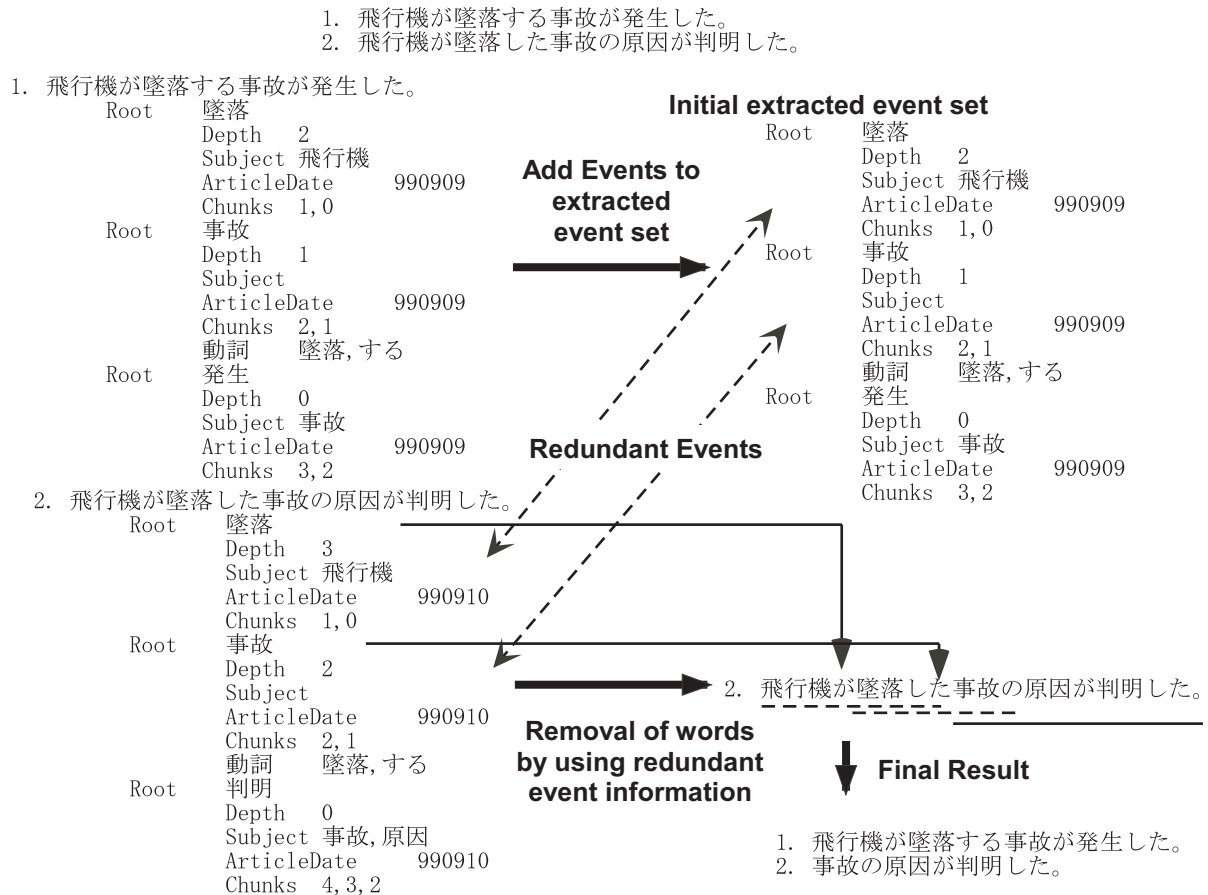 1. 飛行機が墜落する事故が発生した。
2. 飛行機が墜落した事故の原因が判明した。
1. 飛行機が墜落する事故が発生した。
Root 墜落
Depth 2
Subject 飛行機
ArticleDate 990909
Chunks 1,0
Root 事故
Depth 1
Subject
ArticleDate 990909
Chunks 2,1
動詞 墜落,する
Root 発生
Depth 0
Subject 事故
ArticleDate 990909
Chunks 3,2
Add Events to
extracted
event set
Initial extracted event set
Root 墜落
Depth 2
Subject 飛行機
ArticleDate 990909
Chunks 1,0
Root 事故
Depth 1
Subject
ArticleDate 990909
Chunks 2,1
動詞 墜落,する
Root 発生
Depth 0
Subject 事故
ArticleDate 990909
Chunks 3,2
Redundant Events
2. 飛行機が墜落した事故の原因が判明した。
Root 墜落
Depth 3
Subject 飛行機
ArticleDate 990910
Chunks 1,0
Root 事故
Depth 2
Subject
ArticleDate 990910
Chunks 2,1
動詞 墜落,する
Root 判明
Depth 0
Subject 事故,原因
ArticleDate 990910
Chunks 4,3,2
Removal of words
by using redundant
event information
2. 飛行機が墜落した事故の原因が判明した。
Final Result
1. 飛行機が墜落する事故が発生した。
2. 事故の原因が判明した。